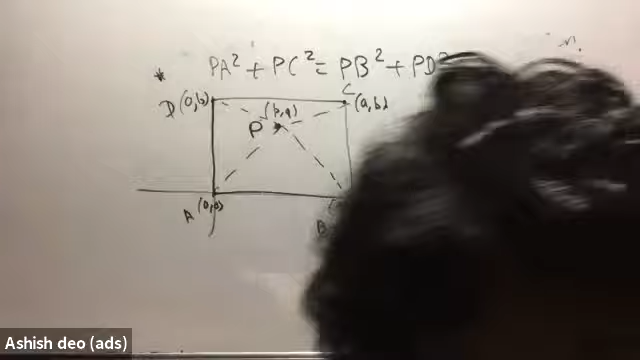 * PA² + PC² = PB² + PD²
D (0,b)
C (a,b)
(p,q)
P
A (0,0)
B
Ashish deo (ads)